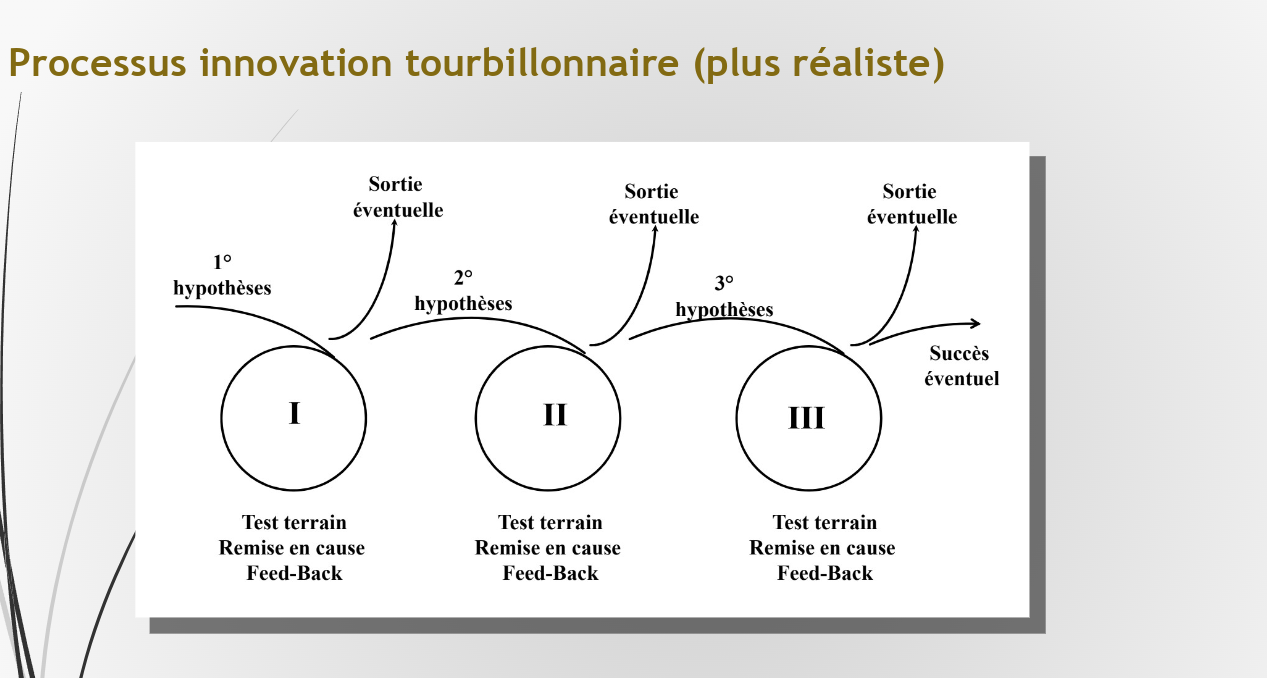 Processus innovation tourbillonnaire (plus réaliste)
Sortie
éventuelle
Sortie
éventuelle
Sortie
éventuelle
1°
hypothèses
2°
hypothèses
3°
hypothèses
Succès
éventuel
I
II
III
Test terrain
Remise en cause
Feed-Back
Test terrain
Remise en cause
Feed-Back
Test terrain
Remise en cause
Feed-Back